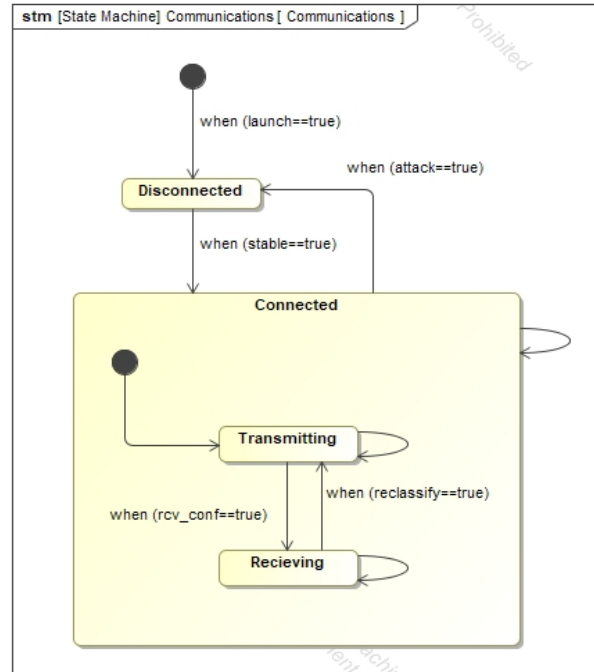 stm [State Machine] Communications [ Communications ]
Prohibited
when (launch==true)
when (attack==true)
Disconnected
when (stable==true)
Connected
Transmitting
when (reclassify==true)
when (rcv_conf==true)
Recieving